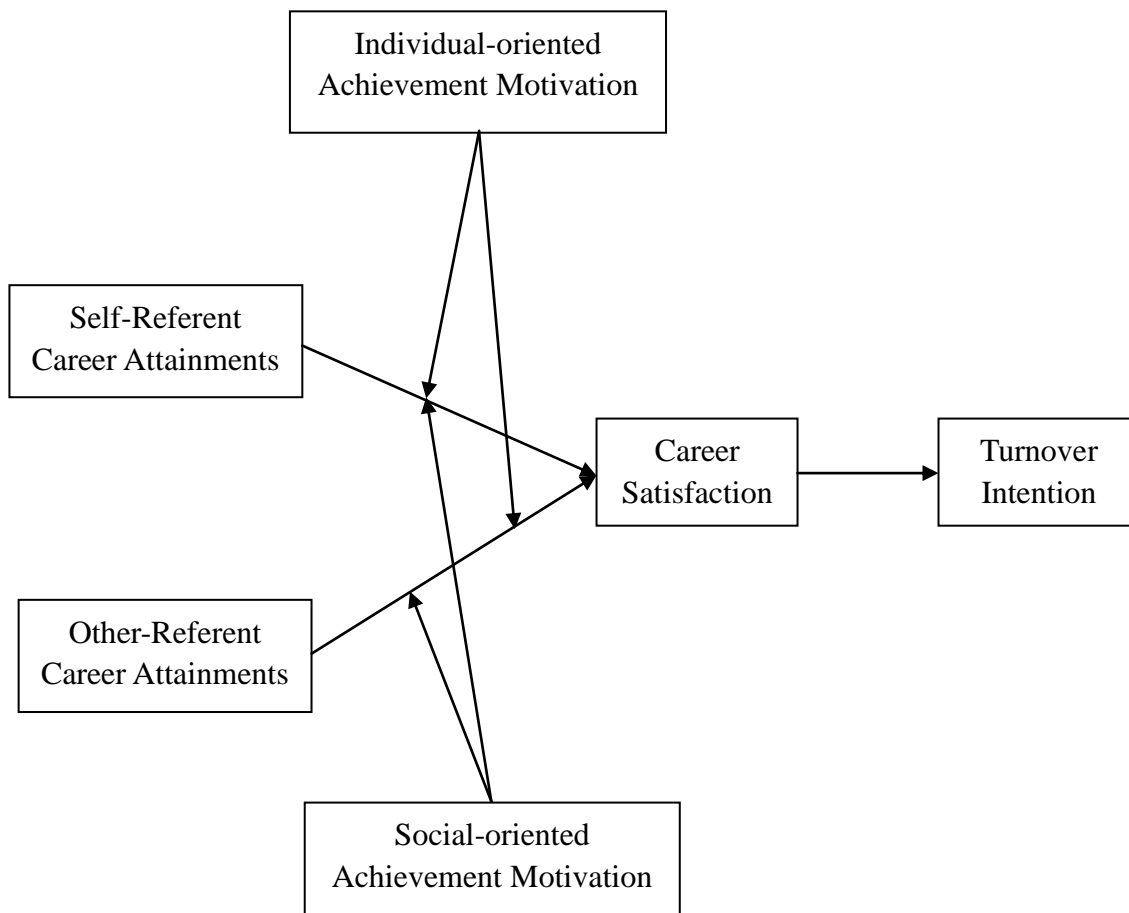 Individual-oriented
Achievement Motivation
Self-Referent
Career Attainments
Career
Satisfaction
Turnover
Intention
Other-Referent
Career Attainments
Social-oriented
Achievement Motivation